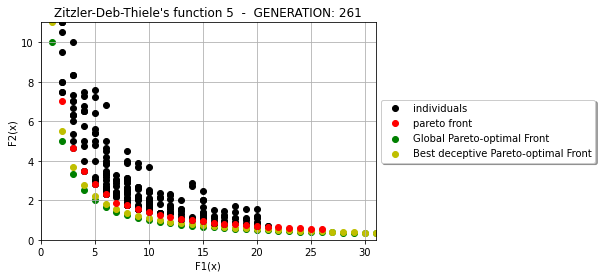 Zitzler-Deb-Thiele's function 5 - GENERATION: 261
10
8
6
4
2
0
F2(x)
0 5 10 15 20 25 30
F1(x)
individuals
pareto front
Global Pareto-optimal Front
Best deceptive Pareto-optimal Front